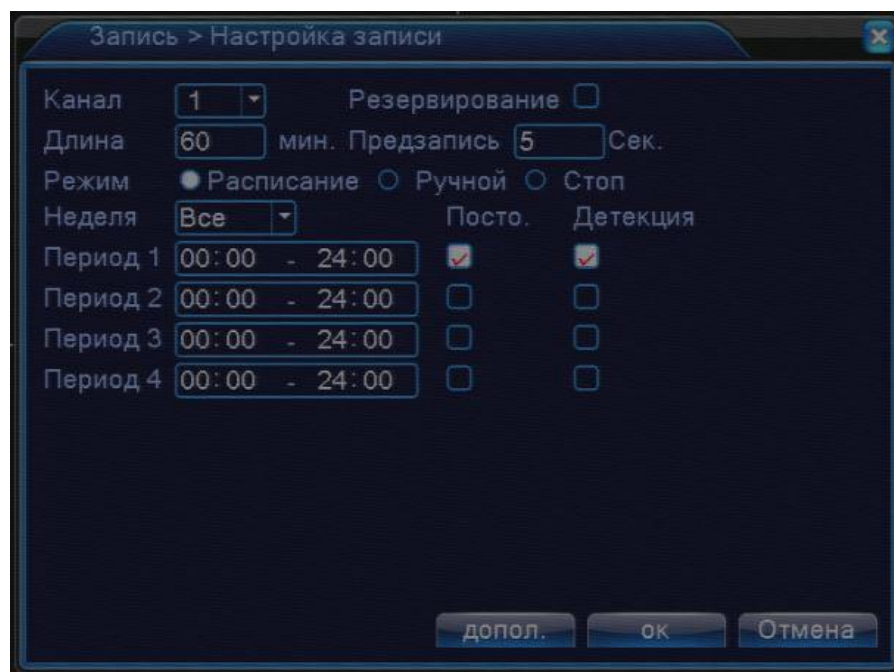 Запись > Настройка записи
Канал 1 Резервирование
Длина 60 мин. Предзапись 5 Сек.
Режим Расписание Ручной Стоп
Неделя Все Посто. Детекция
Период 1 00:00 - 24:00
Период 2 00:00 - 24:00
Период 3 00:00 - 24:00
Период 4 00:00 - 24:00
допол. ок Отмена